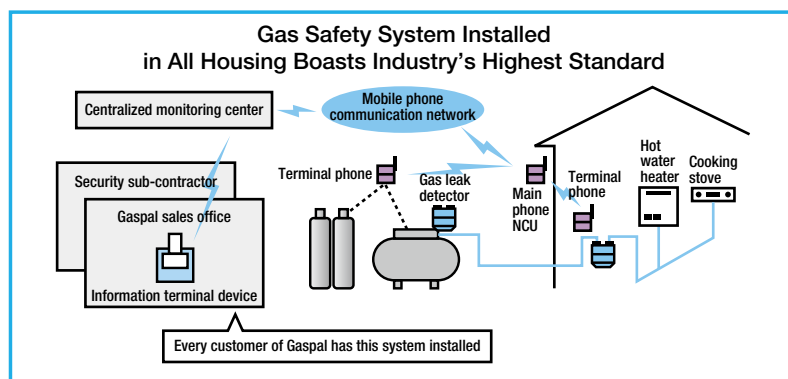 Gas Safety System Installed
in All Housing Boasts Industry's Highest Standard
Centralized monitoring center
Mobile phone
communication network
Security sub-contractor
Gaspal sales office
Information terminal device
Terminal phone
Gas leak
detector
Main
phone
NCU
Terminal
phone
Hot
water
heater
Cooking
stove
Every customer of Gaspal has this system installed